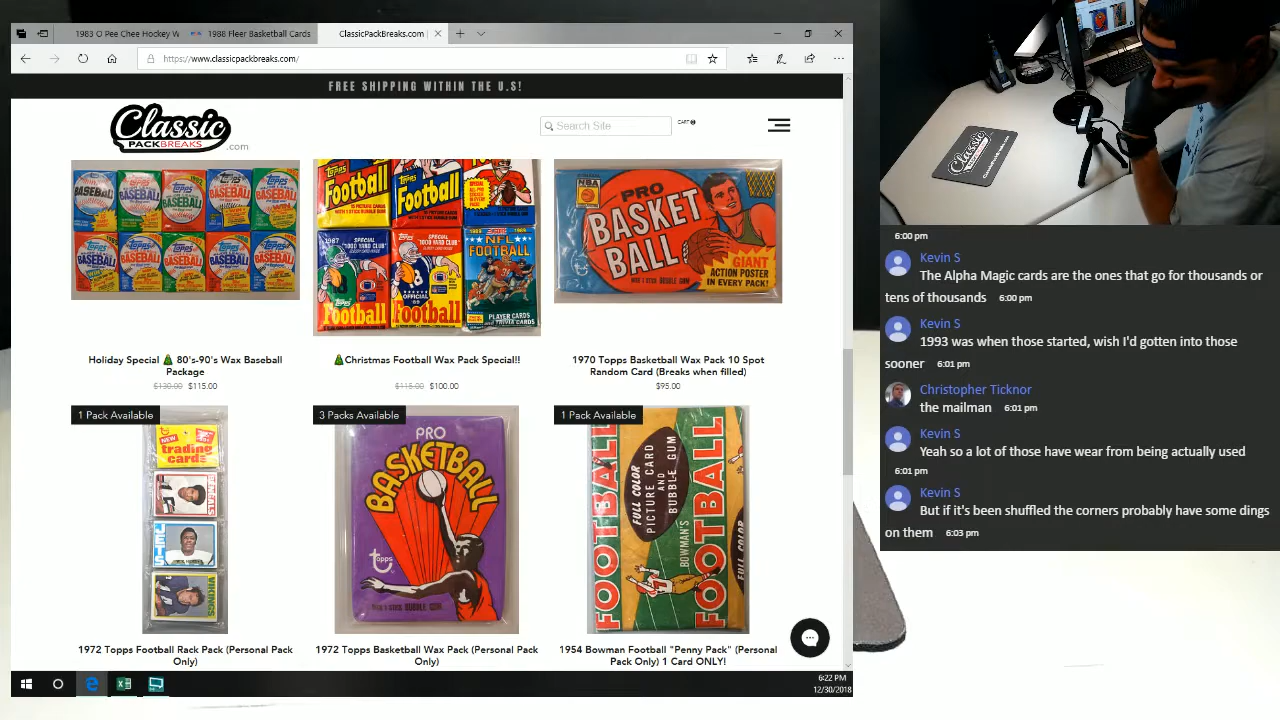 1983 O Pee Chee Hockey W
1988 Fleer Basketball Cards
ClassicPackBreaks.com |
https://www.classicpackbreaks.com/
FREE SHIPPING WITHIN THE U.S!
Classic
PACKBREAKS
.com
Search Site
CART 0
Holiday Special 🎄 80's-90's Wax Baseball
Package
$130.00 $115.00
🎄Christmas Football Wax Pack Special!!
$115.00 $100.00
PRO
BASKET
BALL
GIANT
ACTION POSTER
IN EVERY PACK!
1970 Topps Basketball Wax Pack 10 Spot
Random Card (Breaks when filled)
$95.00
1 Pack Available
NEW
trading
cards
JETS
VIKINGS
1972 Topps Football Rack Pack (Personal Pack
Only)
3 Packs Available
PRO
BASKETBALL
topps
1972 Topps Basketball Wax Pack (Personal Pack
Only)
1 Pack Available
FOOTBALL
FULL COLOR
PICTURE CARD
AND
BUBBLE GUM
BOWMAN'S
FOOTBALL
1954 Bowman Football "Penny Pack" (Personal
Pack Only) 1 Card ONLY!
6:22 PM
12/30/2018
6:00 pm
Kevin S
The Alpha Magic cards are the ones that go for thousands or
tens of thousands 6:00 pm
Kevin S
1993 was when those started, wish I'd gotten into those
sooner 6:01 pm
Christopher Ticknor
the mailman 6:01 pm
Kevin S
Yeah so a lot of those have wear from being actually used
6:01 pm
Kevin S
But if it's been shuffled the corners probably have some dings
on them 6:03 pm